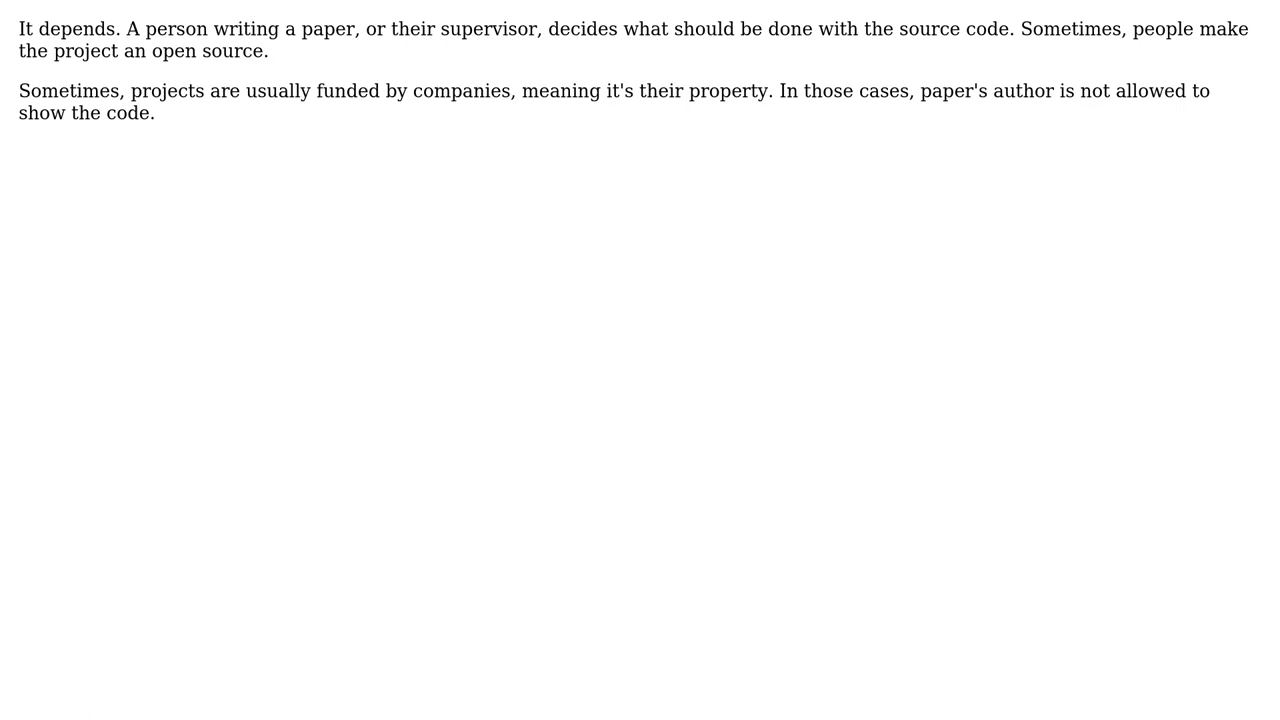 It depends. A person writing a paper, or their supervisor, decides what should be done with the source code. Sometimes, people make
the project an open source.
Sometimes, projects are usually funded by companies, meaning it's their property. In those cases, paper's author is not allowed to
show the code.